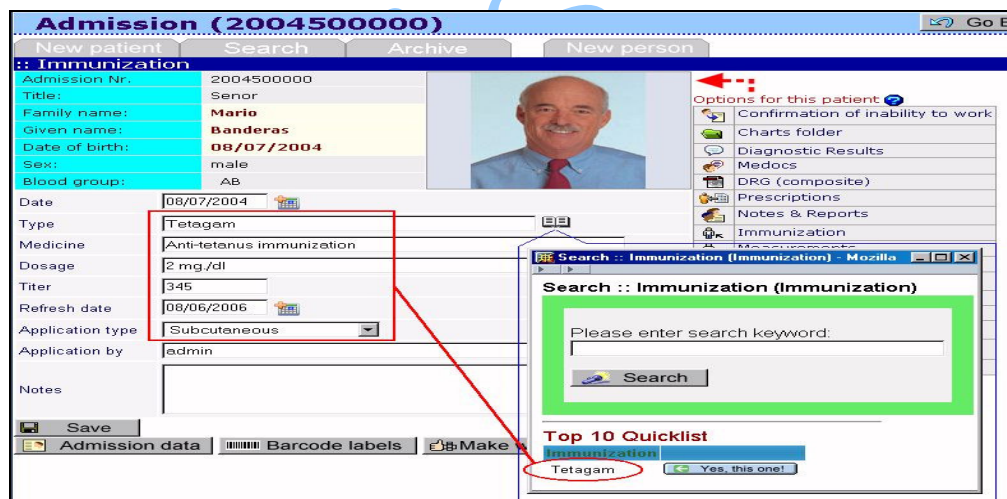 Admission (2004500000)
Go B
New patient Search Archive New person
:: Immunization
Admission Nr. 2004500000
Title: Senor
Family name: Mario
Given name: Banderas
Date of birth: 08/07/2004
Sex: male
Blood group: AB
Options for this patient
Confirmation of inability to work
Charts folder
Diagnostic Results
Medocs
DRG (composite)
Prescriptions
Notes & Reports
Immunization
Measurements
Date 08/07/2004
Type Tetagam
Medicine Anti-tetanus immunization
Dosage 2 mg./dl
Titer 345
Refresh date 08/06/2006
Application type Subcutaneous
Application by admin
Notes
Save
Admission data Barcode labels Make w
Search :: Immunization (Immunization) - Mozilla
Search :: Immunization (Immunization)
Please enter search keyword:
Search
Top 10 Quicklist
Immunization
Tetagam Yes, this one!